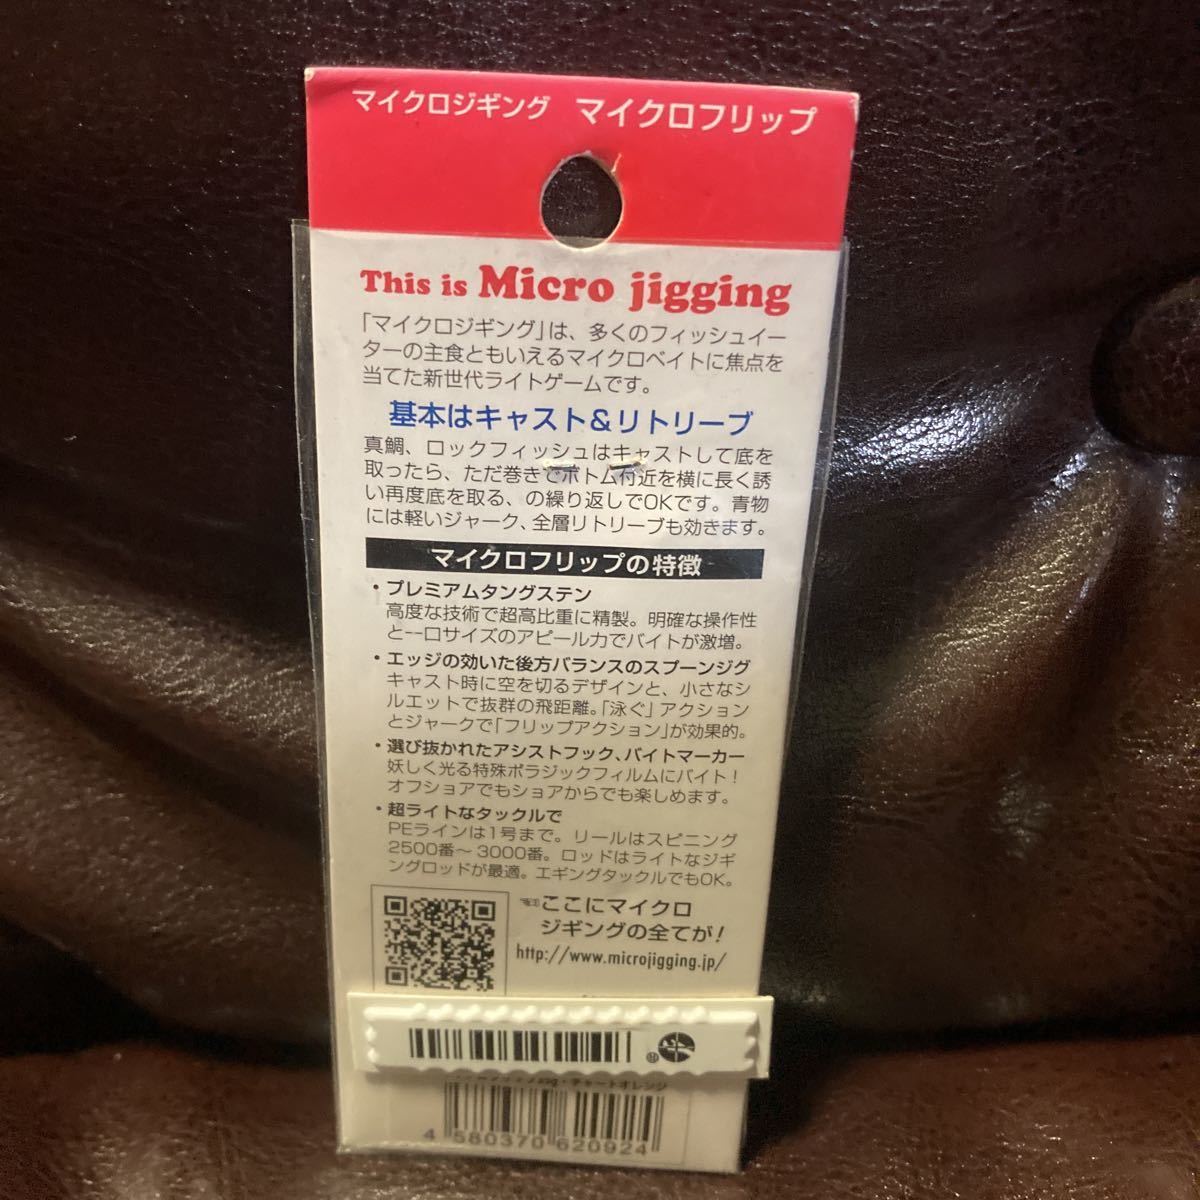 マイクロジギング マイクロフリップ
This is Micro jigging
「マイクロジギング」は、多くのフィッシュイー
ターの主食ともいえるマイクロベイトに焦点を
当てた新世代ライトゲームです。
基本はキャスト&リトリーブ
真鯛、ロックフィッシュはキャストして底を
取ったら、ただ巻きでボトム付近を横に長く誘
い再度底を取る、の繰り返しでOKです。青物
には軽いジャーク、全層リトリーブも効きます。
マイクロフリップの特徴
・プレミアムタングステン
高度な技術で超高比重に精製。明確な操作性
と一口サイズのアピール力でバイトが激増。
・エッジの効いた後方バランスのスプーンジグ
キャスト時に空を切るデザインと、小さなシ
ルエットで抜群の飛距離。「泳ぐ」アクション
とジャークで「フリップアクション」が効果的。
・選び抜かれたアシストフック、バイトマーカー
妖しく光る特殊ポラジックフィルムにバイト!
オフショアでもショアからでも楽しめます。
・超ライトなタックルで
PEラインは1号まで。リールはスピニング
2500番〜3000番。ロッドはライトなジギ
ングロッドが最適。エギングタックルでもOK。
ここにマイクロ
ジギングの全てが!
http://www.microjigging.jp/
チャートオレンジ
4 580370 620924